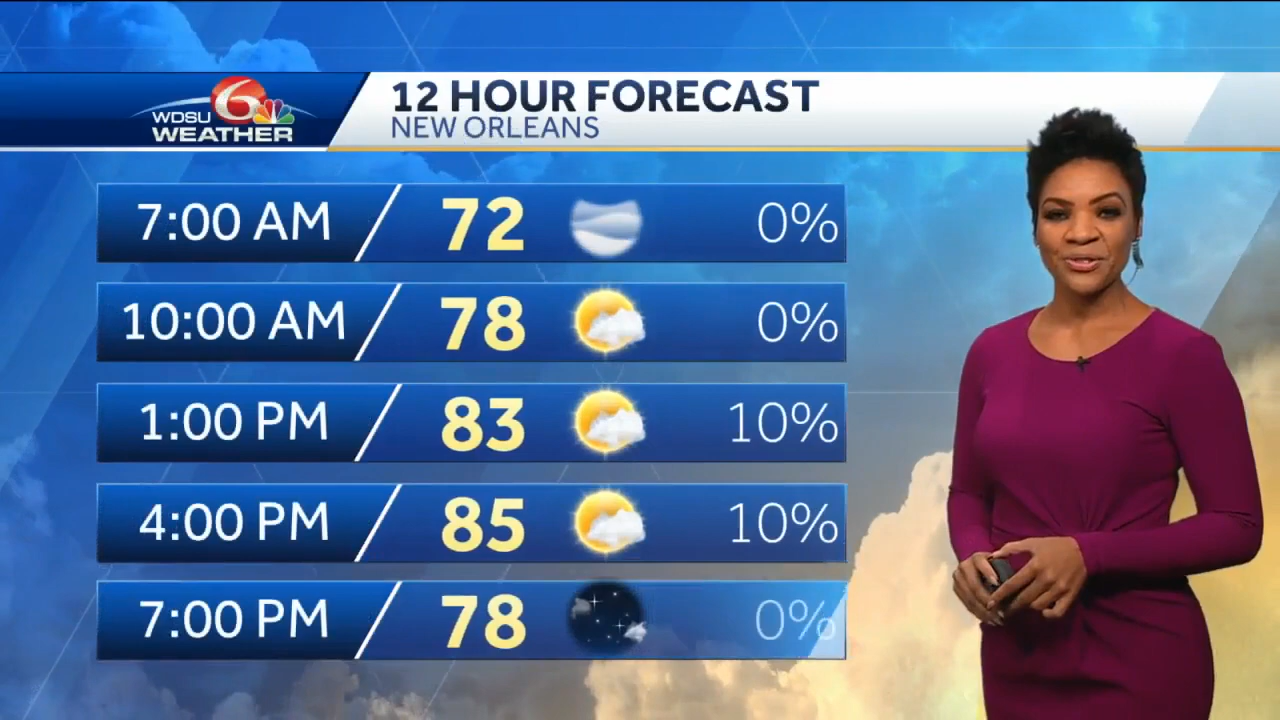 WDSU 6
WEATHER
12 HOUR FORECAST
NEW ORLEANS
7:00 AM 72 0%
10:00 AM 78 0%
1:00 PM 83 10%
4:00 PM 85 10%
7:00 PM 78 0%